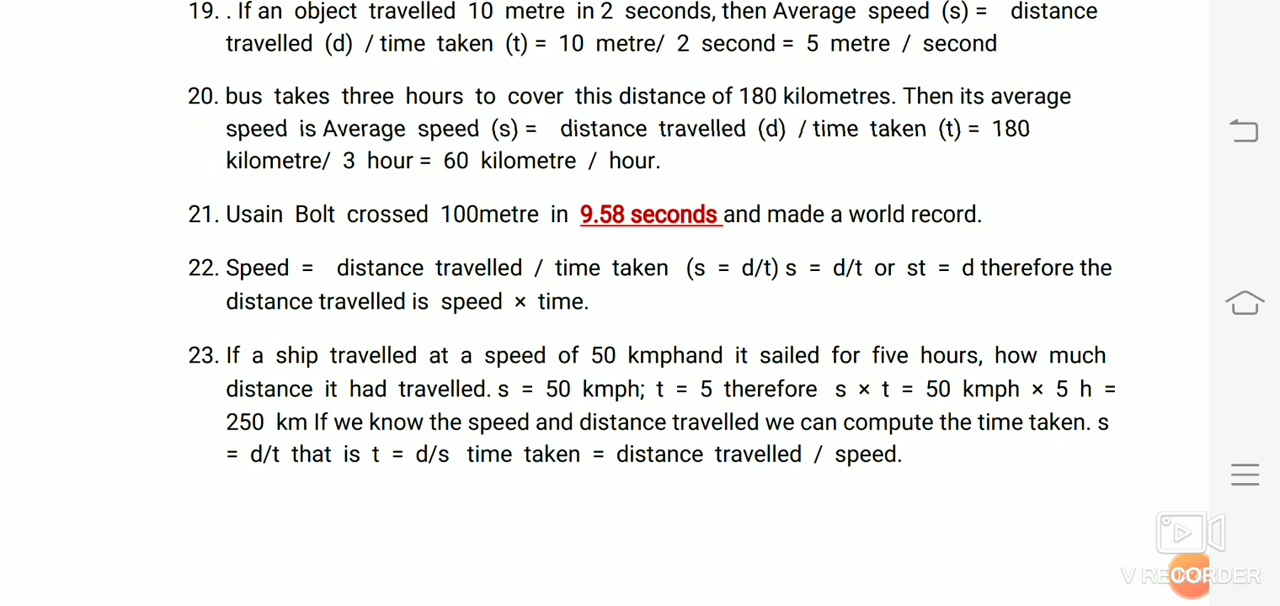 19. . If an object travelled 10 metre in 2 seconds, then Average speed (s) = distance
travelled (d) / time taken (t) = 10 metre/ 2 second = 5 metre / second
20. bus takes three hours to cover this distance of 180 kilometres. Then its average
speed is Average speed (s) = distance travelled (d) / time taken (t) = 180
kilometre/ 3 hour = 60 kilometre / hour.
21. Usain Bolt crossed 100metre in 9.58 seconds and made a world record.
22. Speed = distance travelled / time taken (s = d/t) s = d/t or st = d therefore the
distance travelled is speed × time.
23. If a ship travelled at a speed of 50 kmphand it sailed for five hours, how much
distance it had travelled. s = 50 kmph; t = 5 therefore s × t = 50 kmph × 5 h =
250 km If we know the speed and distance travelled we can compute the time taken. s
= d/t that is t = d/s time taken = distance travelled / speed.
V RECORDER